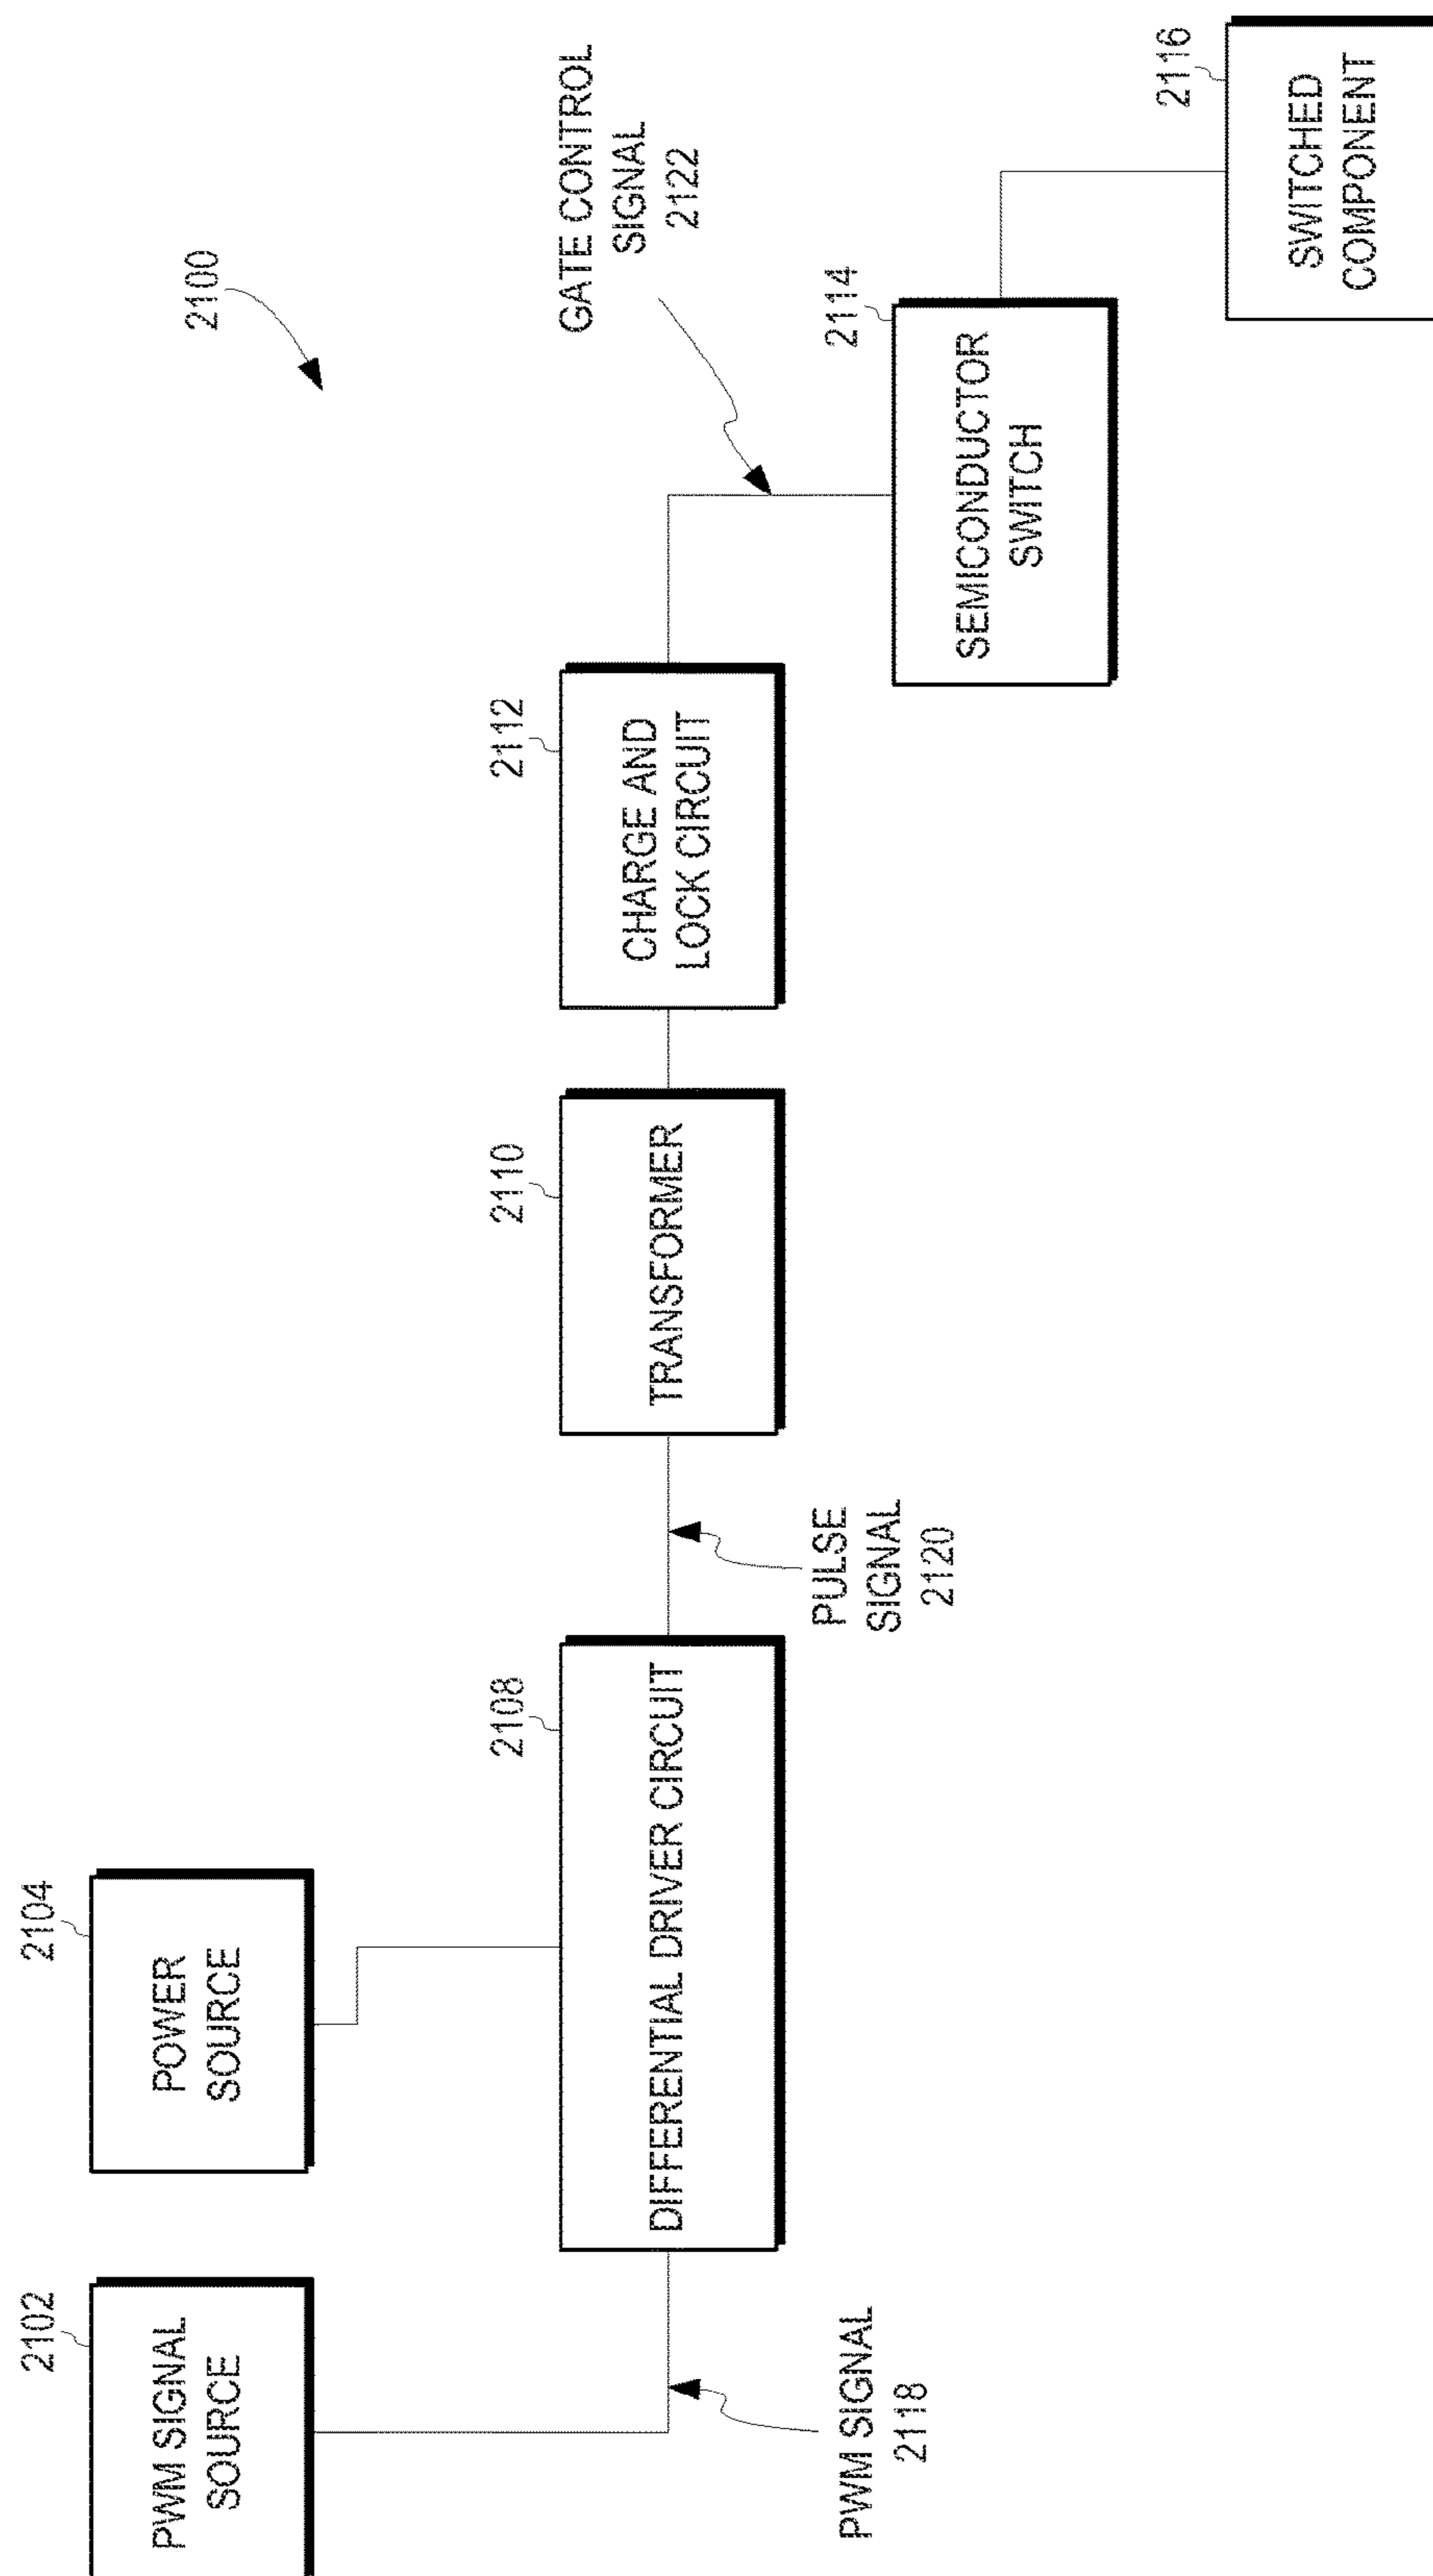 2100
2102
PWM SIGNAL
SOURCE
2104
POWER
SOURCE
PWM SIGNAL
2118
2108
DIFFERENTIAL DRIVER CIRCUIT
PULSE
SIGNAL
2120
2110
TRANSFORMER
2112
CHARGE AND
LOCK CIRCUIT
GATE CONTROL
SIGNAL
2122
2114
SEMICONDUCTOR
SWITCH
2116
SWITCHED
COMPONENT